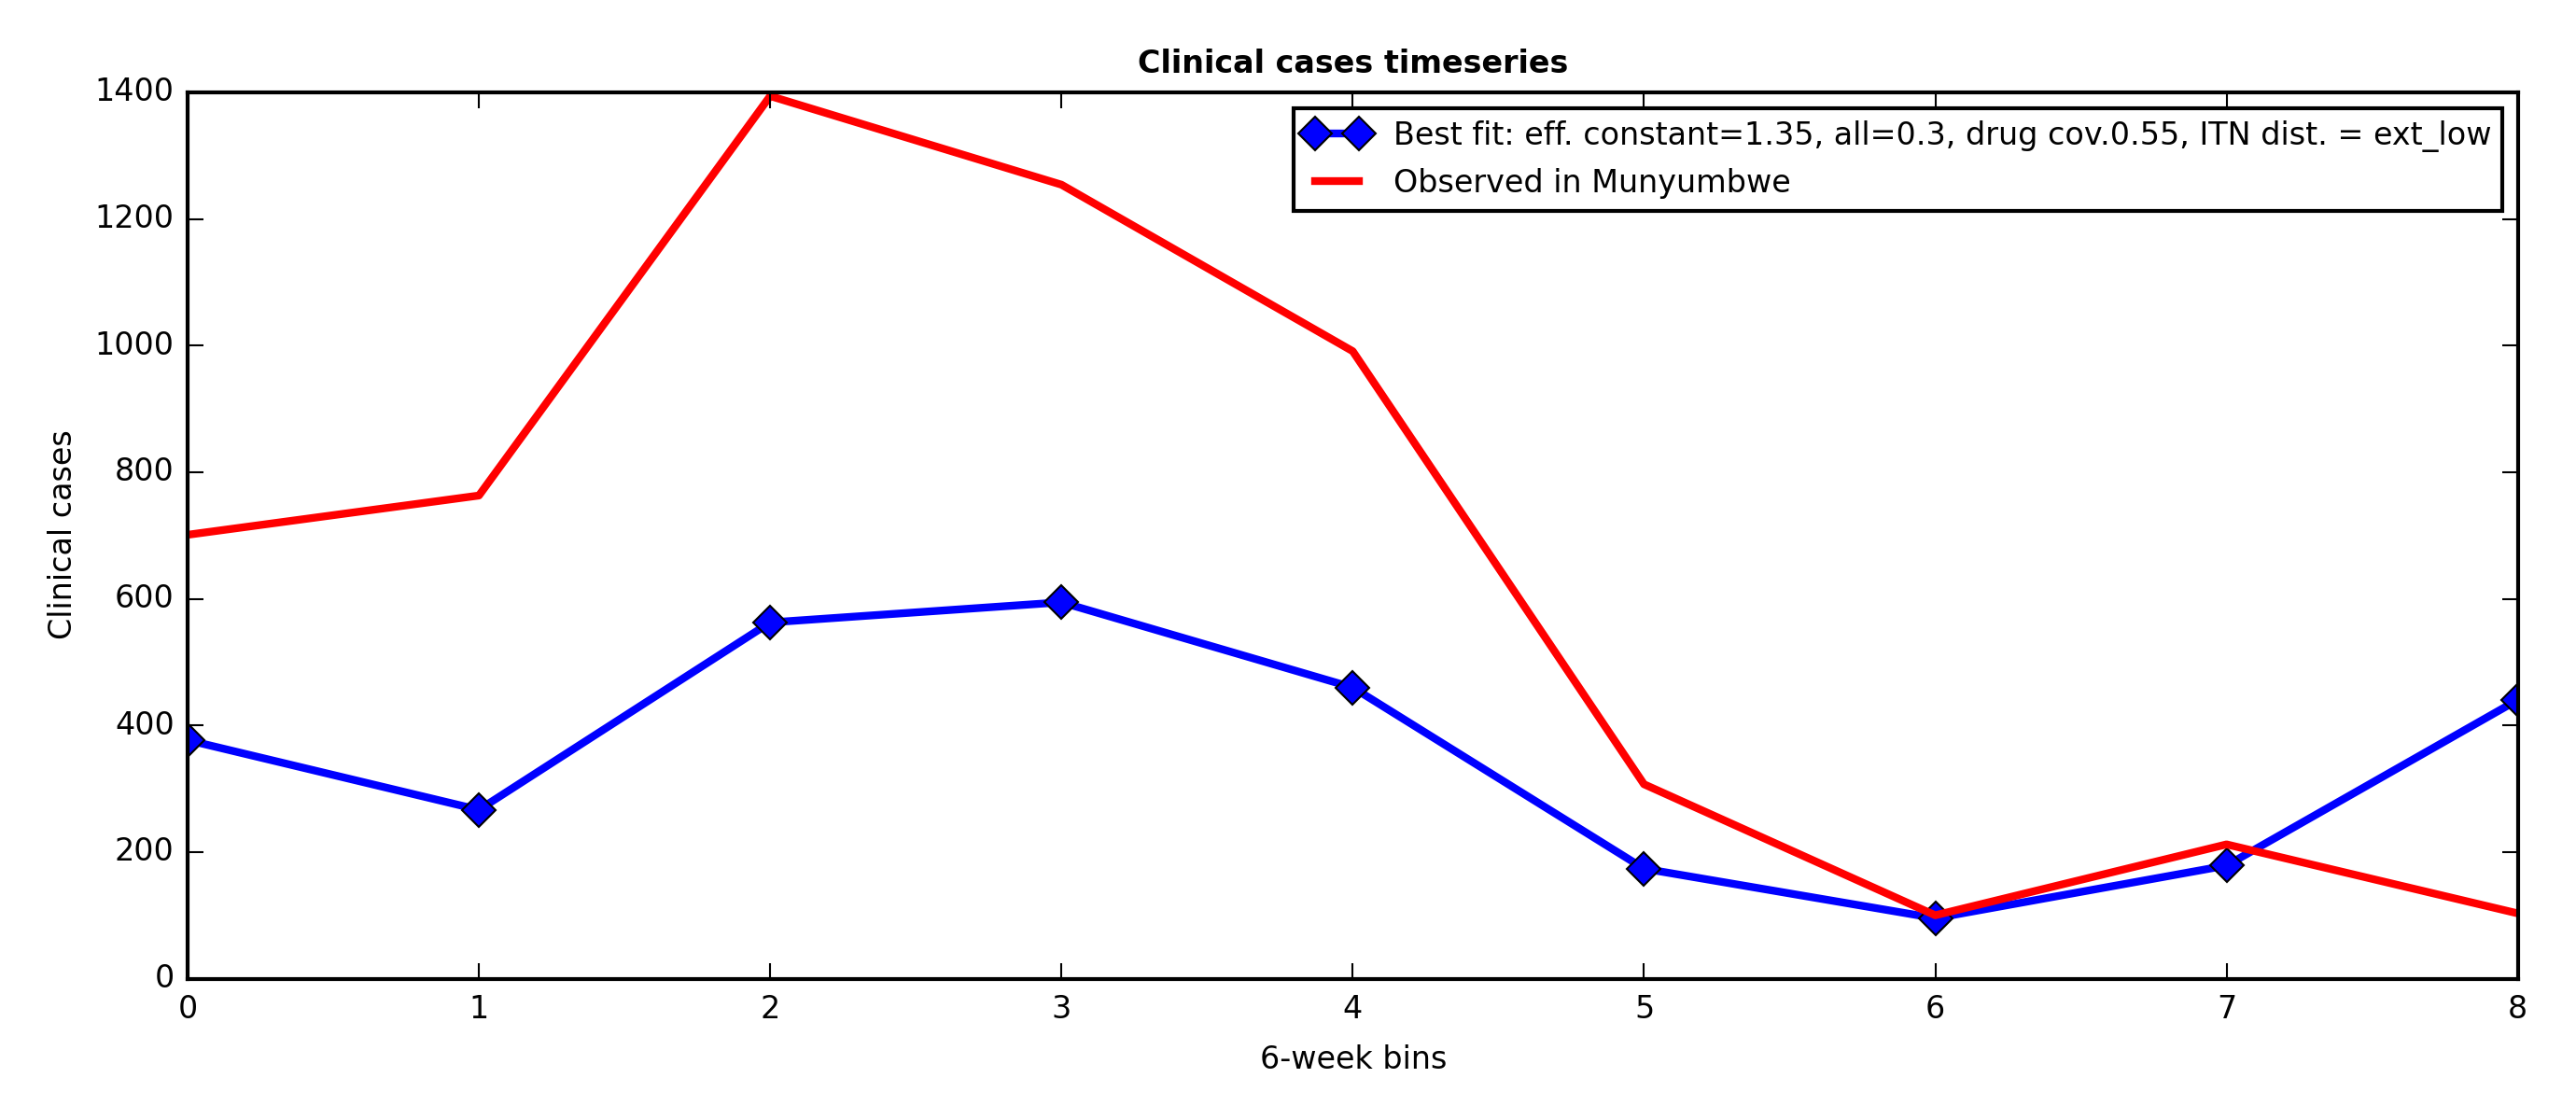 Clinical cases timeseries
1400
1200
1000
800
600
400
200
0
Clinical cases
Best fit: eff. constant=1.35, all=0.3, drug cov.0.55, ITN dist. = ext_low
Observed in Munyumbwe
0 1 2 3 4 5 6 7 8
6-week bins